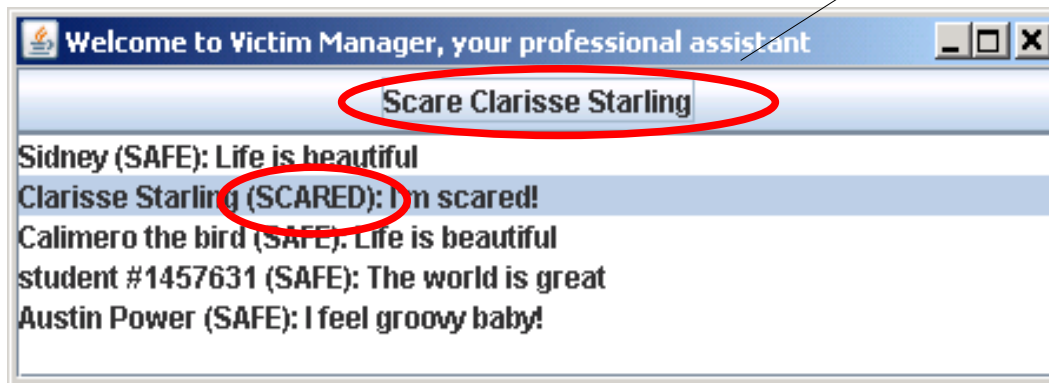 Welcome to Victim Manager, your professional assistant
Scare Clarisse Starling
Sidney (SAFE): Life is beautiful
Clarisse Starling (SCARED): I'm scared!
Calimero the bird (SAFE): Life is beautiful
student #1457631 (SAFE): The world is great
Austin Power (SAFE): I feel groovy baby!